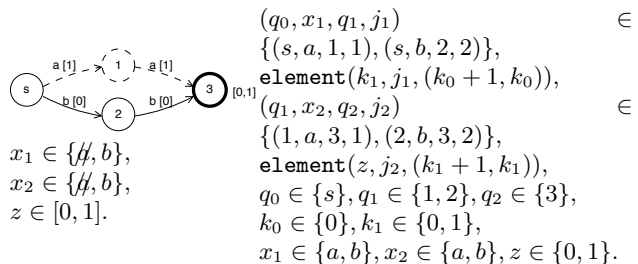 s
a [1]
1
a [1]
b [0]
2
b [0]
3
[0,1]
x₁ ∈ {a̸, b},
x₂ ∈ {a̸, b},
z ∈ [0, 1].
(q₀, x₁, q₁, j₁) ∈
{(s, a, 1, 1), (s, b, 2, 2)},
element(k₁, j₁, (k₀ + 1, k₀)),
(q₁, x₂, q₂, j₂) ∈
{(1, a, 3, 1), (2, b, 3, 2)},
element(z, j₂, (k₁ + 1, k₁)),
q₀ ∈ {s}, q₁ ∈ {1, 2}, q₂ ∈ {3},
k₀ ∈ {0}, k₁ ∈ {0, 1},
x₁ ∈ {a, b}, x₂ ∈ {a, b}, z ∈ {0, 1}.